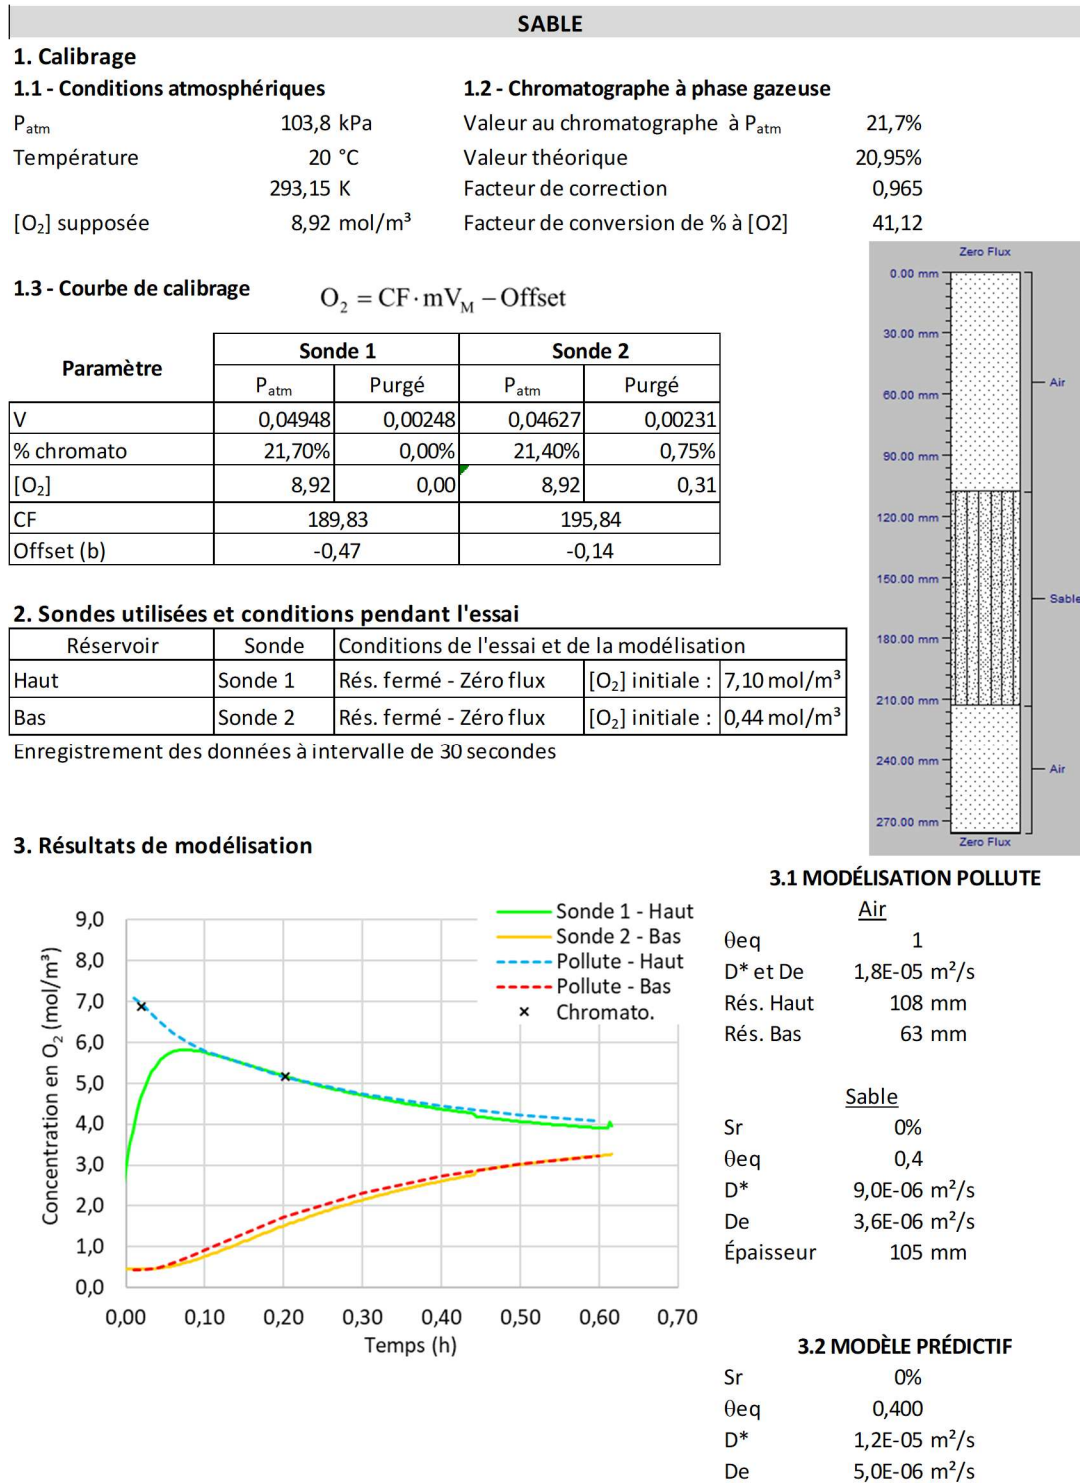 SABLE
1. Calibrage
1.1 - Conditions atmosphériques
1.2 - Chromatographe à phase gazeuse
P_atm 103,8 kPa Valeur au chromatographe à P_atm 21,7%
Température 20 °C Valeur théorique 20,95%
293,15 K Facteur de correction 0,965
[O₂] supposée 8,92 mol/m³ Facteur de conversion de % à [O2] 41,12
1.3 - Courbe de calibrage O₂ = CF · mV_M − Offset
Paramètre Sonde 1 Sonde 2
P_atm Purgé P_atm Purgé
V 0,04948 0,00248 0,04627 0,00231
% chromato 21,70% 0,00% 21,40% 0,75%
[O₂] 8,92 0,00 8,92 0,31
CF 189,83 195,84
Offset (b) -0,47 -0,14
Zero Flux
0.00 mm
30.00 mm
60.00 mm
90.00 mm
120.00 mm
150.00 mm
180.00 mm
210.00 mm
240.00 mm
270.00 mm
Air
Sable
Air
Zero Flux
2. Sondes utilisées et conditions pendant l'essai
Réservoir Sonde Conditions de l'essai et de la modélisation
Haut Sonde 1 Rés. fermé - Zéro flux [O₂] initiale : 7,10 mol/m³
Bas Sonde 2 Rés. fermé - Zéro flux [O₂] initiale : 0,44 mol/m³
Enregistrement des données à intervalle de 30 secondes
3. Résultats de modélisation
Concentration en O₂ (mol/m³)
9,0
8,0
7,0
6,0
5,0
4,0
3,0
2,0
1,0
0,0
0,00 0,10 0,20 0,30 0,40 0,50 0,60 0,70
Temps (h)
Sonde 1 - Haut
Sonde 2 - Bas
Pollute - Haut
Pollute - Bas
× Chromato.
3.1 MODÉLISATION POLLUTE
Air
θeq 1
D* et De 1,8E-05 m²/s
Rés. Haut 108 mm
Rés. Bas 63 mm
Sable
Sr 0%
θeq 0,4
D* 9,0E-06 m²/s
De 3,6E-06 m²/s
Épaisseur 105 mm
3.2 MODÈLE PRÉDICTIF
Sr 0%
θeq 0,400
D* 1,2E-05 m²/s
De 5,0E-06 m²/s